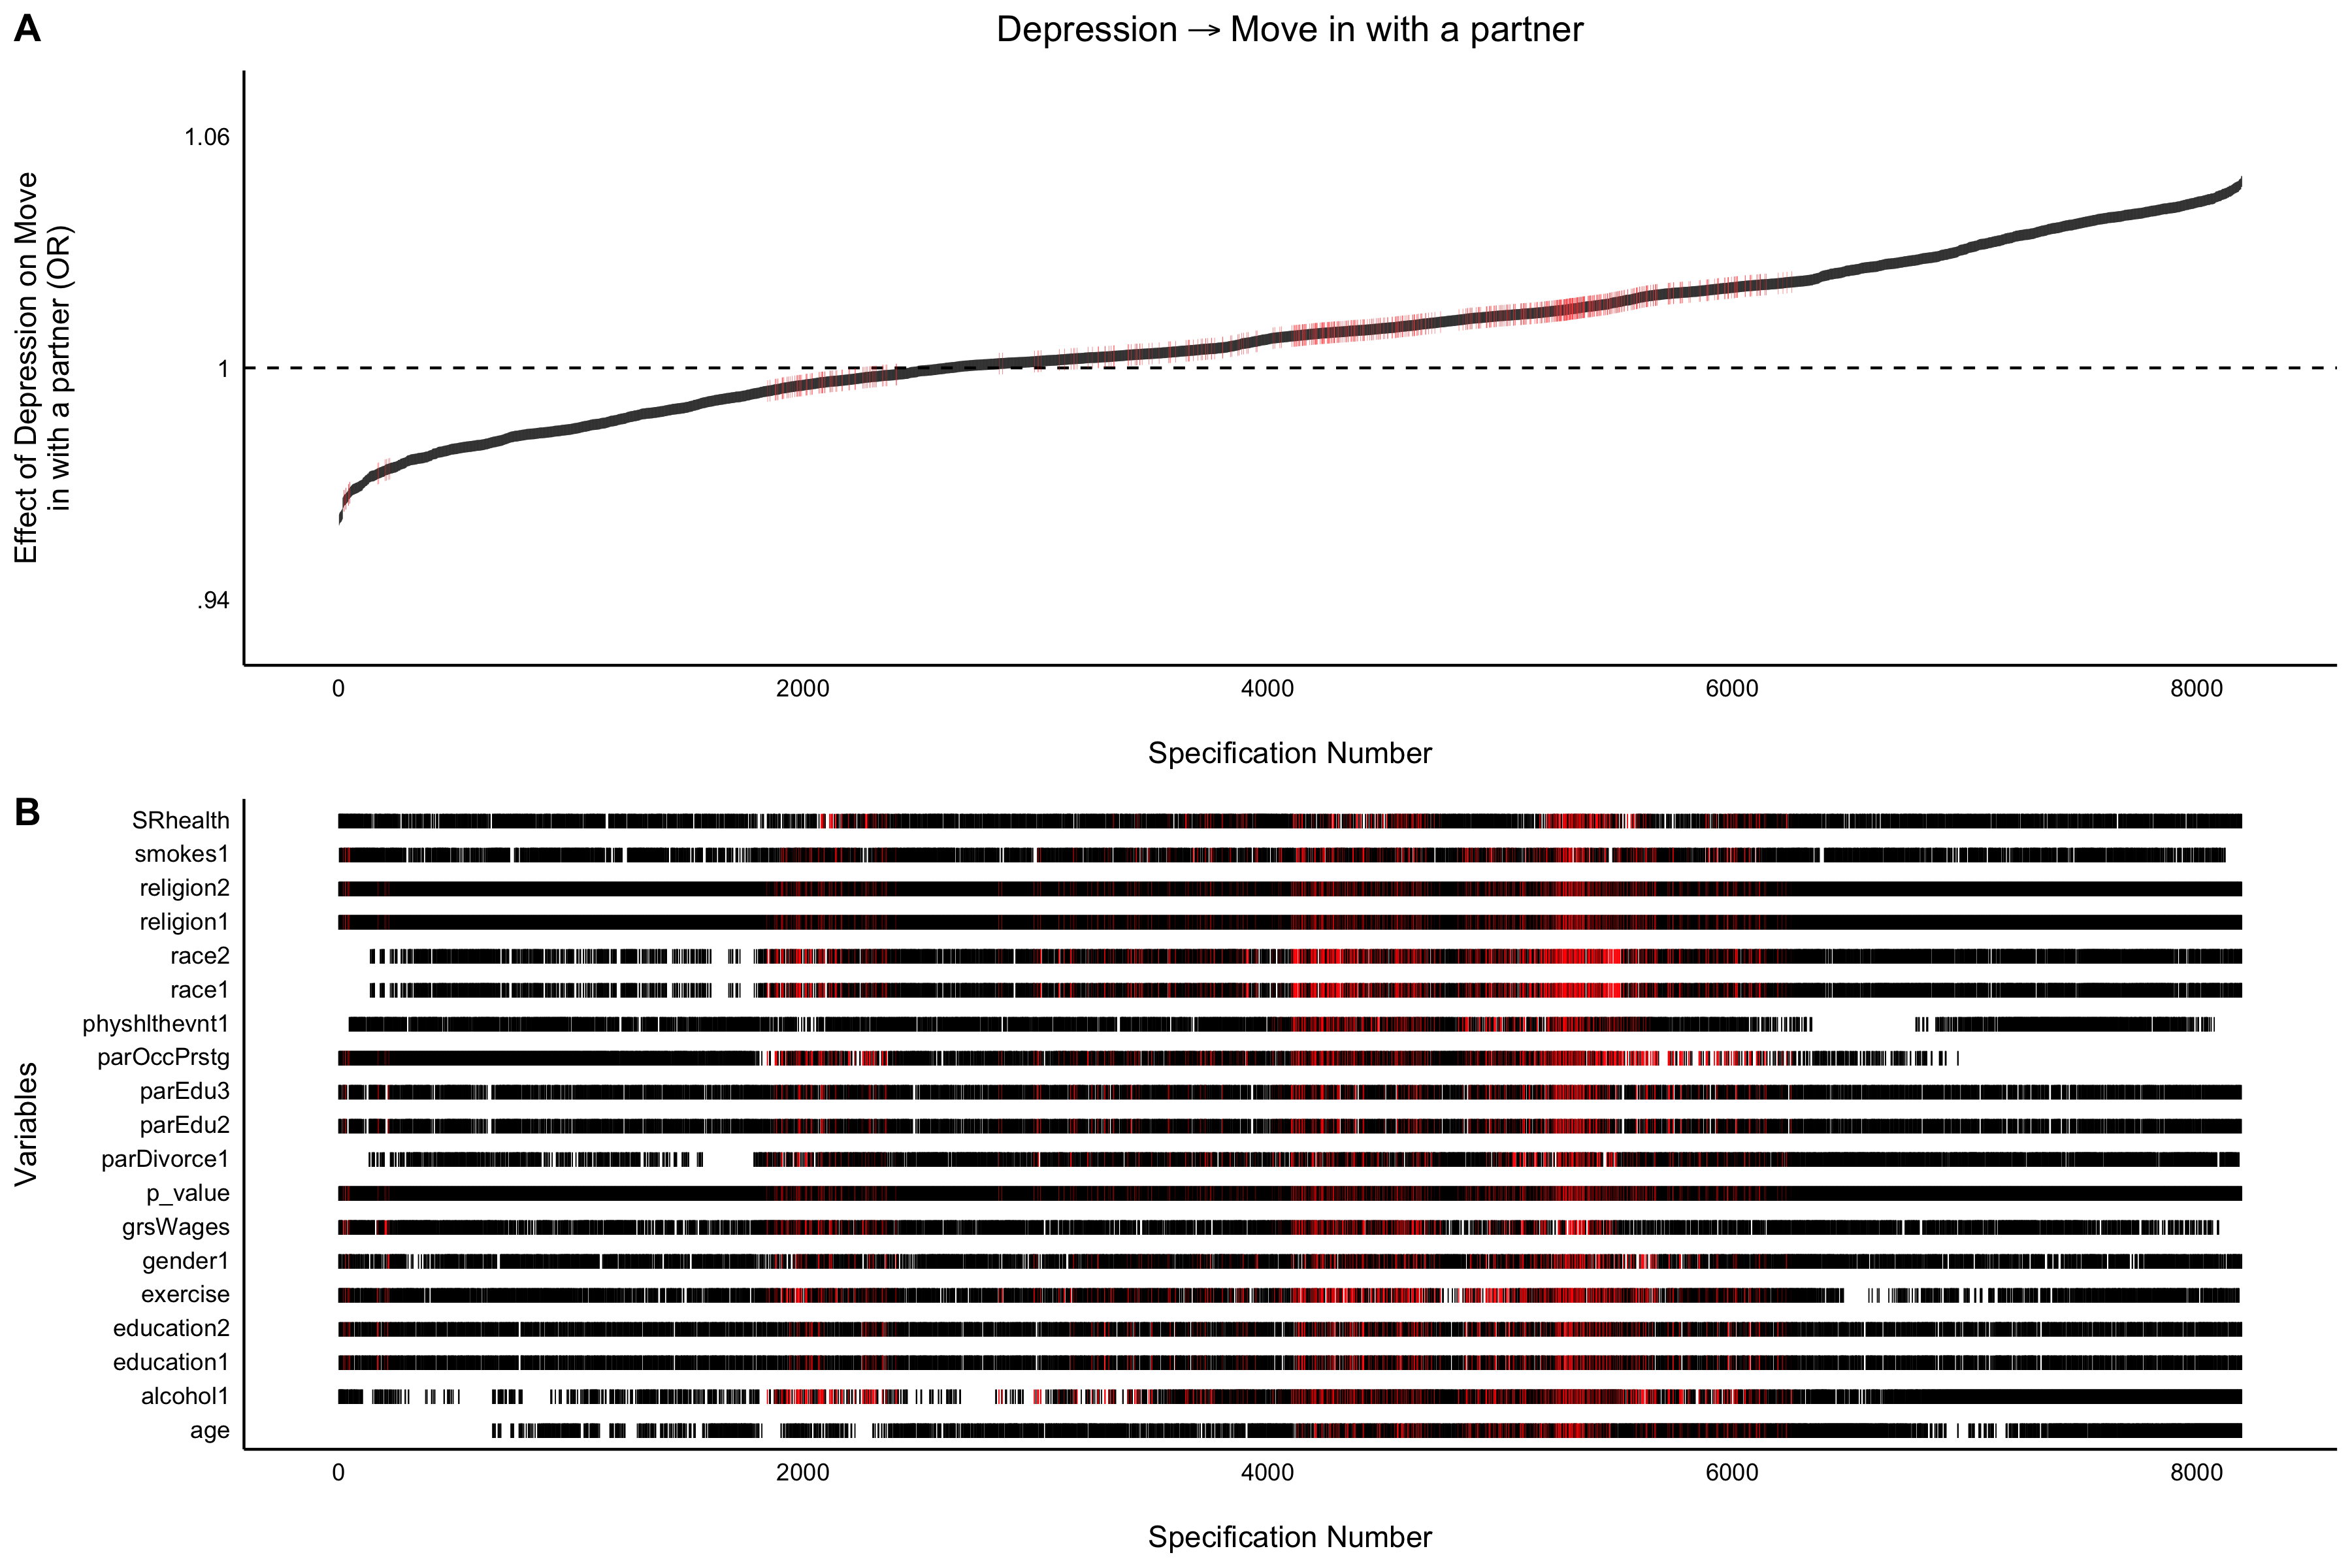 A
Depression → Move in with a partner
Effect of Depression on Move
in with a partner (OR)
1.06
1
.94
0 2000 4000 6000 8000
Specification Number
B
Variables
SRhealth
smokes1
religion2
religion1
race2
race1
physhlthevnt1
parOccPrstg
parEdu3
parEdu2
parDivorce1
p_value
grsWages
gender1
exercise
education2
education1
alcohol1
age
0 2000 4000 6000 8000
Specification Number